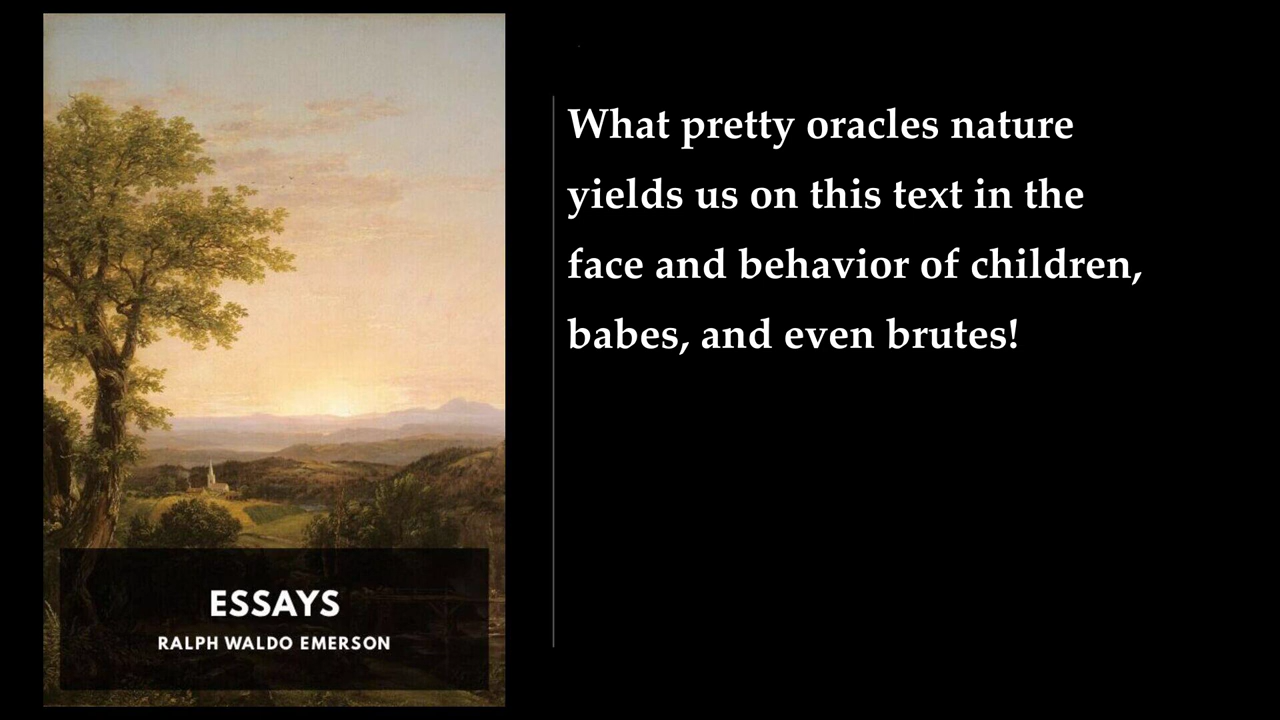 ESSAYS
RALPH WALDO EMERSON
What pretty oracles nature
yields us on this text in the
face and behavior of children,
babes, and even brutes!